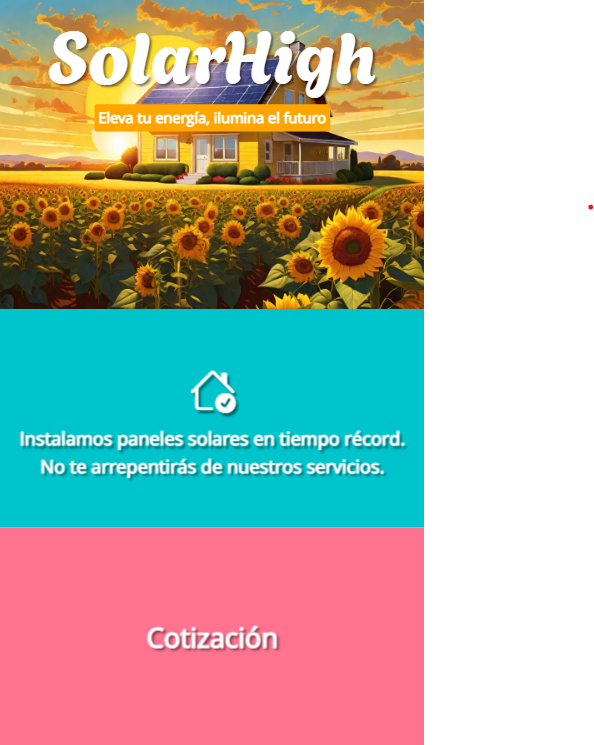 SolarHigh
Eleva tu energía, ilumina el futuro
Instalamos paneles solares en tiempo récord.
No te arrepentirás de nuestros servicios.
Cotización